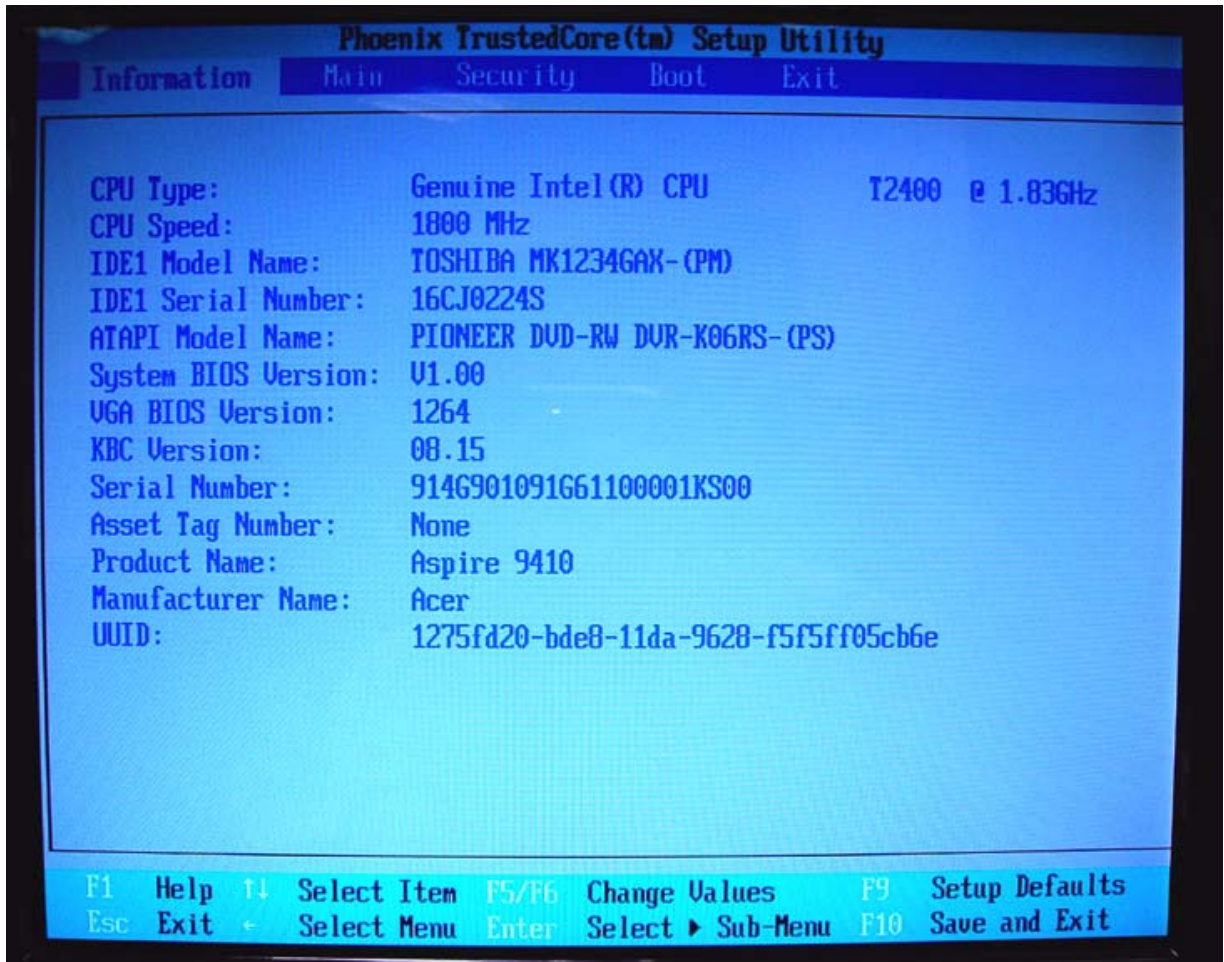 Phoenix TrustedCore(tm) Setup Utility
Information Main Security Boot Exit
CPU Type: Genuine Intel(R) CPU T2400 @ 1.83GHz
CPU Speed: 1800 MHz
IDE1 Model Name: TOSHIBA MK1234GAX-(PM)
IDE1 Serial Number: 16CJ0224S
ATAPI Model Name: PIONEER DVD-RW DVR-K06RS-(PS)
System BIOS Version: V1.00
VGA BIOS Version: 1264
KBC Version: 08.15
Serial Number: 914G901091G61100001KS00
Asset Tag Number: None
Product Name: Aspire 9410
Manufacturer Name: Acer
UUID: 1275fd20-bde8-11da-9628-f5f5ff05cb6e
F1 Help ↑↓ Select Item F5/F6 Change Values F9 Setup Defaults
Esc Exit ← Select Menu Enter Select ▶ Sub-Menu F10 Save and Exit